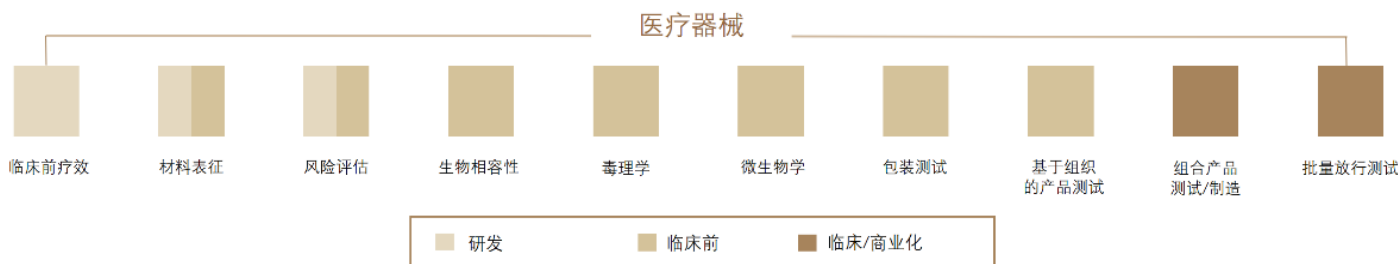 医疗器械
临床前疗效
材料表征
风险评估
生物相容性
毒理学
微生物学
包装测试
基于组织
的产品测试
组合产品
测试/制造
批量放行测试
研发
临床前
临床/商业化